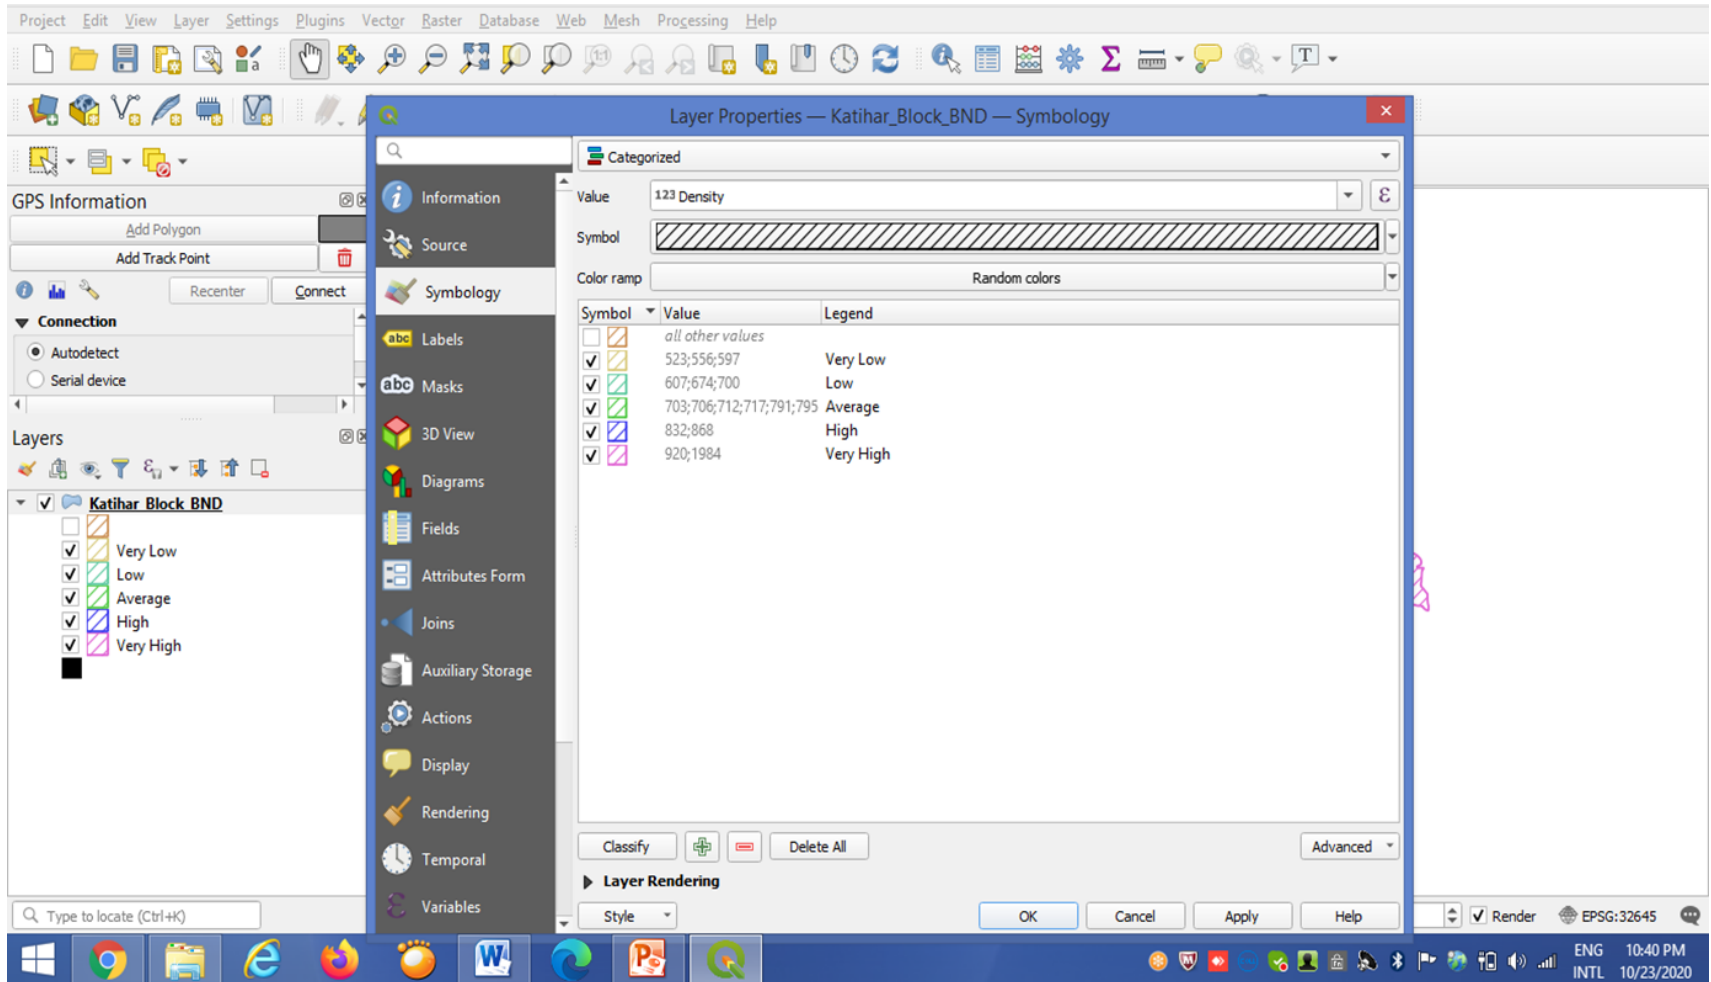 Project Edit View Layer Settings Plugins Vector Raster Database Web Mesh Processing Help
Layer Properties — Katihar_Block_BND — Symbology
Categorized
GPS Information
Add Polygon
Add Track Point
Recenter Connect
Connection
Autodetect
Serial device
Layers
Katihar_Block_BND
Very Low
Low
Average
High
Very High
Type to locate (Ctrl+K)
Information
Source
Symbology
Labels
Masks
3D View
Diagrams
Fields
Attributes Form
Joins
Auxiliary Storage
Actions
Display
Rendering
Temporal
Variables
Value 123 Density
Symbol
Color ramp Random colors
Symbol Value Legend
all other values
523;556;597 Very Low
607;674;700 Low
703;706;712;717;791;795 Average
832;868 High
920;1984 Very High
Classify Delete All Advanced
Layer Rendering
Style OK Cancel Apply Help
Render EPSG:32645
ENG 10:40 PM
INTL 10/23/2020